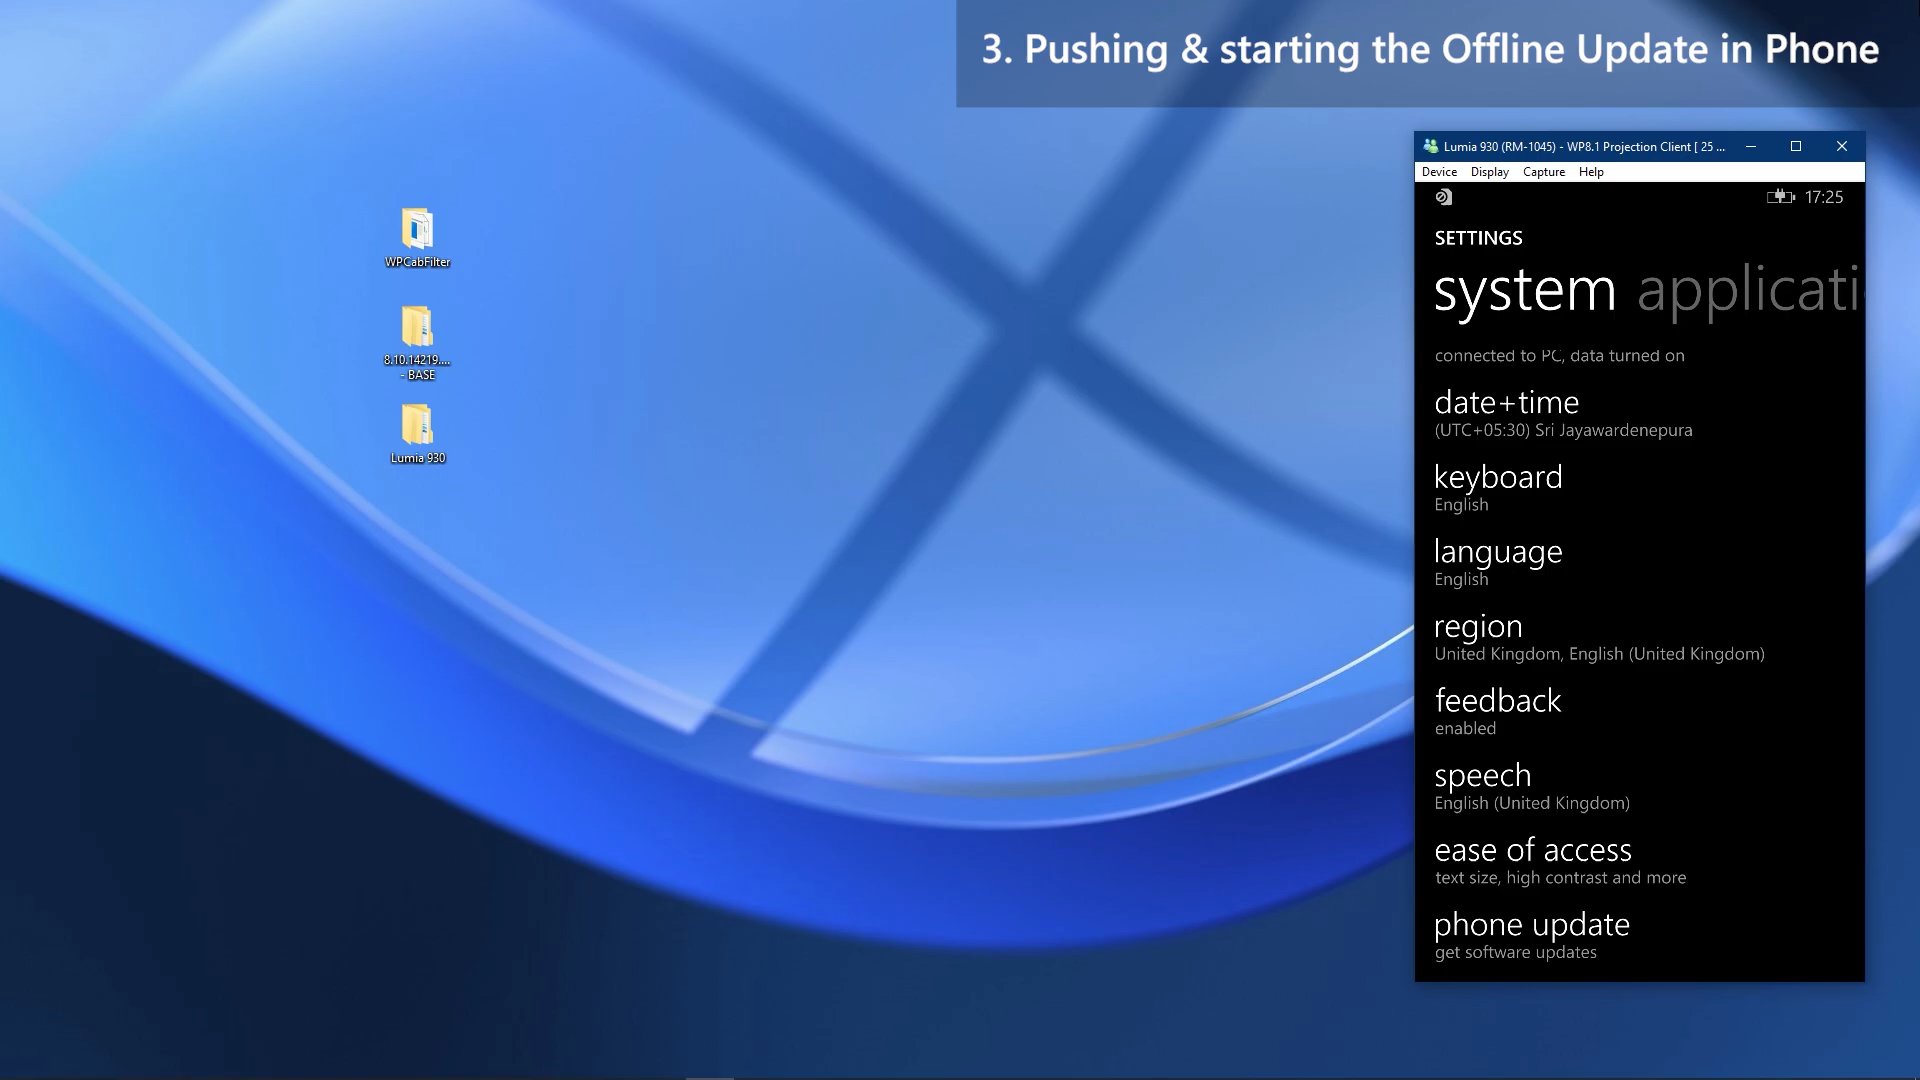 3. Pushing & starting the Offline Update in Phone
WPCabFilter
8.10.14219....
- BASE
Lumia 930
Lumia 930 (RM-1045) - WP8.1 Projection Client [ 25 ...
Device Display Capture Help
17:25
SETTINGS
system applicati
connected to PC, data turned on
date+time
(UTC+05:30) Sri Jayawardenepura
keyboard
English
language
English
region
United Kingdom, English (United Kingdom)
feedback
enabled
speech
English (United Kingdom)
ease of access
text size, high contrast and more
phone update
get software updates